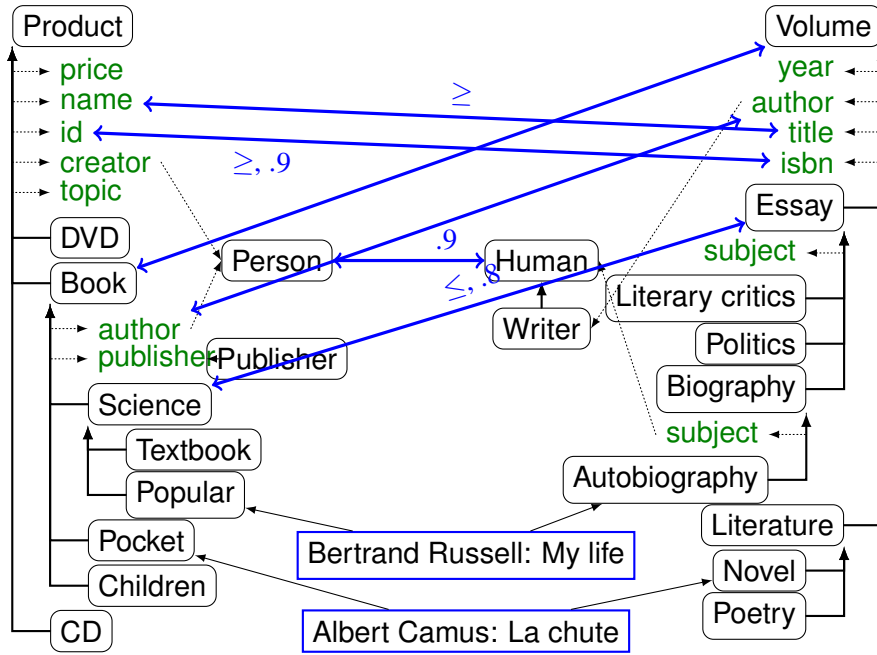 Product
Volume
price
year
name
≥
author
id
title
creator
≥, .9
isbn
topic
Essay
DVD
.9
subject
Book
Person
Human
≤, .8
Literary critics
author
Writer
publisher
Publisher
Politics
Biography
Science
subject
Textbook
Autobiography
Popular
Literature
Pocket
Bertrand Russell: My life
Novel
Children
Poetry
CD
Albert Camus: La chute